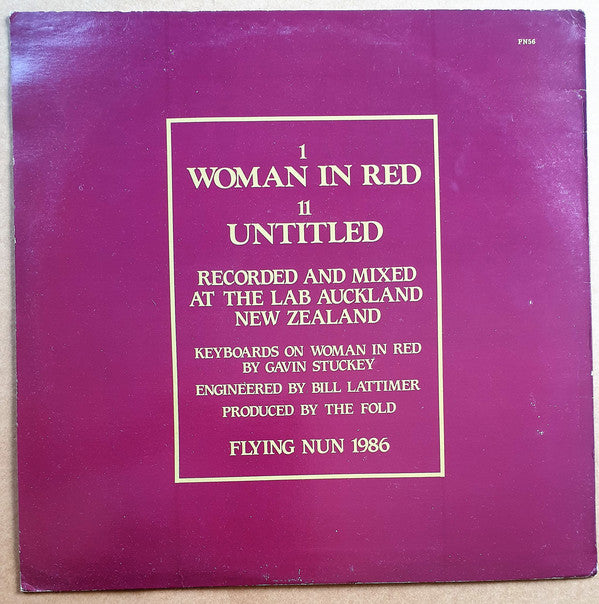 FN56
1
WOMAN IN RED
11
UNTITLED
RECORDED AND MIXED
AT THE LAB AUCKLAND
NEW ZEALAND
KEYBOARDS ON WOMAN IN RED
BY GAVIN STUCKEY
ENGINEERED BY BILL LATTIMER
PRODUCED BY THE FOLD
FLYING NUN 1986